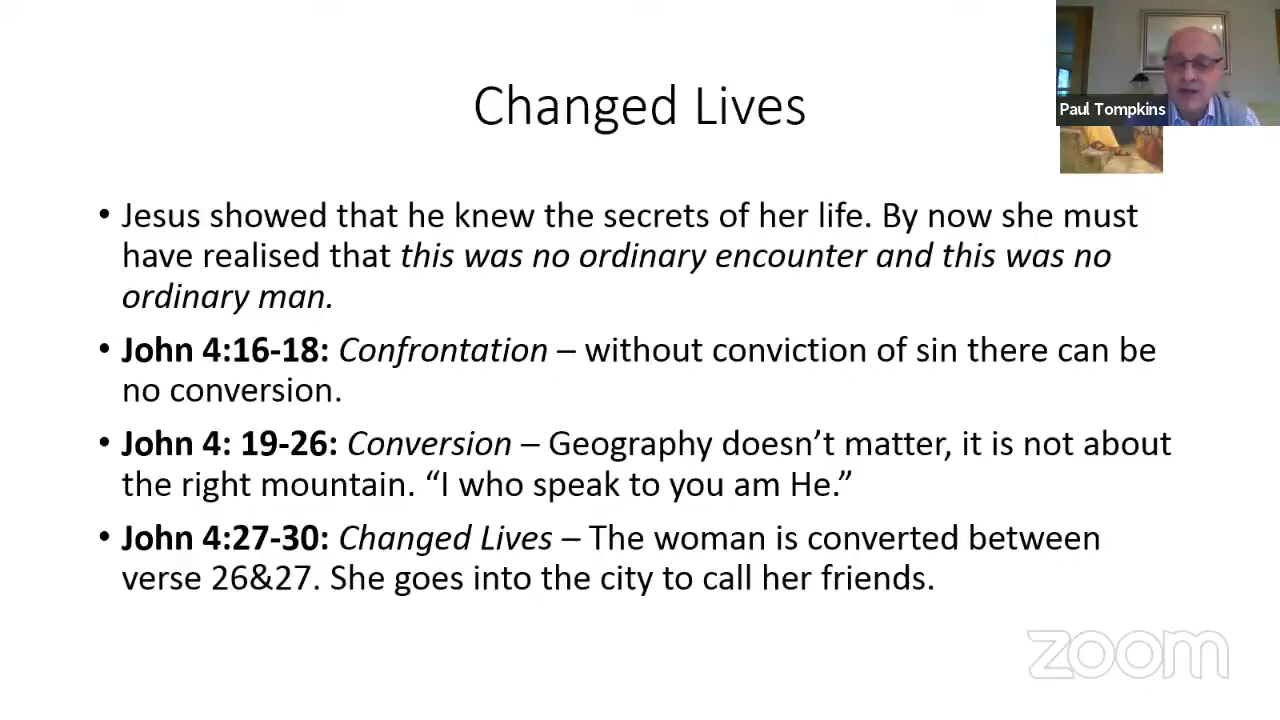 Changed Lives
Paul Tompkins
• Jesus showed that he knew the secrets of her life. By now she must
have realised that this was no ordinary encounter and this was no
ordinary man.
• John 4:16-18: Confrontation – without conviction of sin there can be
no conversion.
• John 4: 19-26: Conversion – Geography doesn’t matter, it is not about
the right mountain. “I who speak to you am He.”
• John 4:27-30: Changed Lives – The woman is converted between
verse 26&27. She goes into the city to call her friends.
zoom